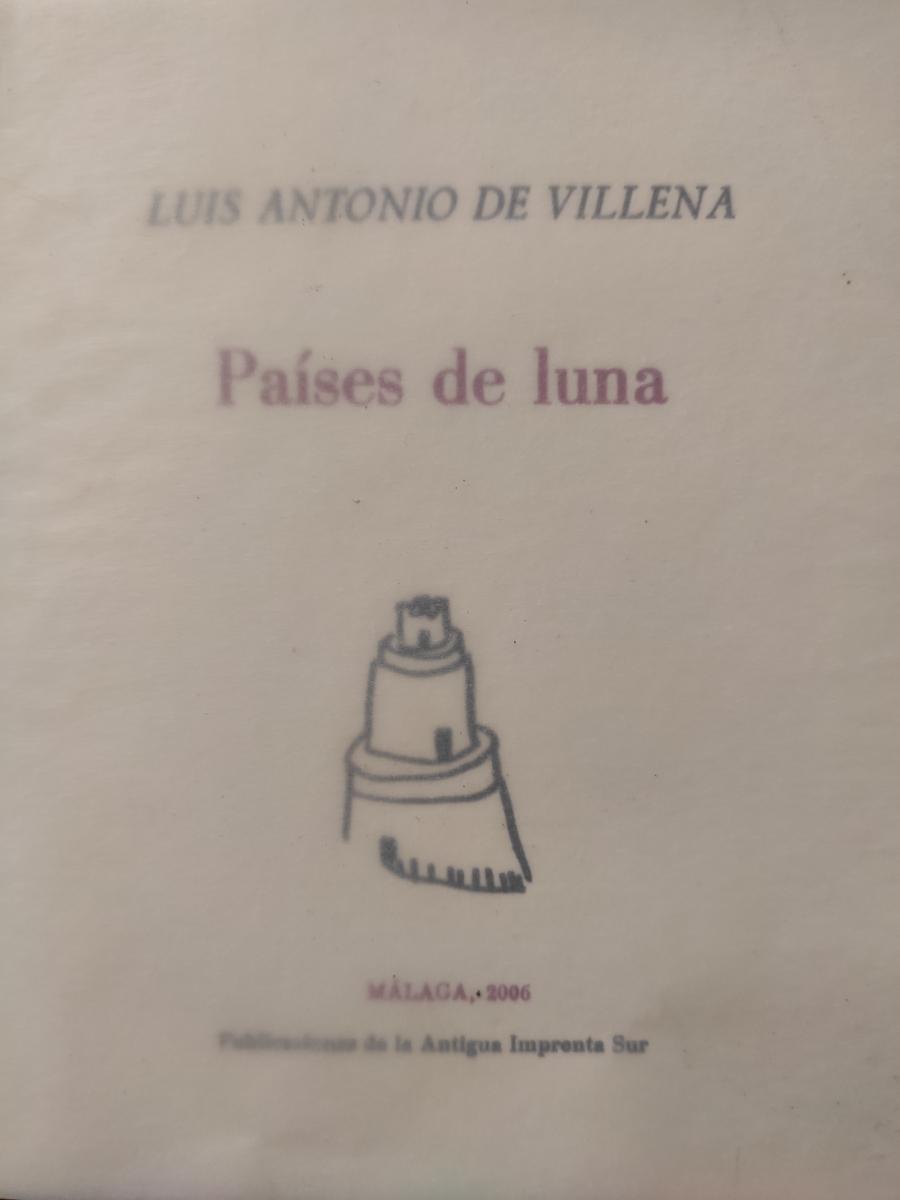 LUIS ANTONIO DE VILLENA
Países de luna
MÁLAGA, 2006
Publicaciones de la Antigua Imprenta Sur